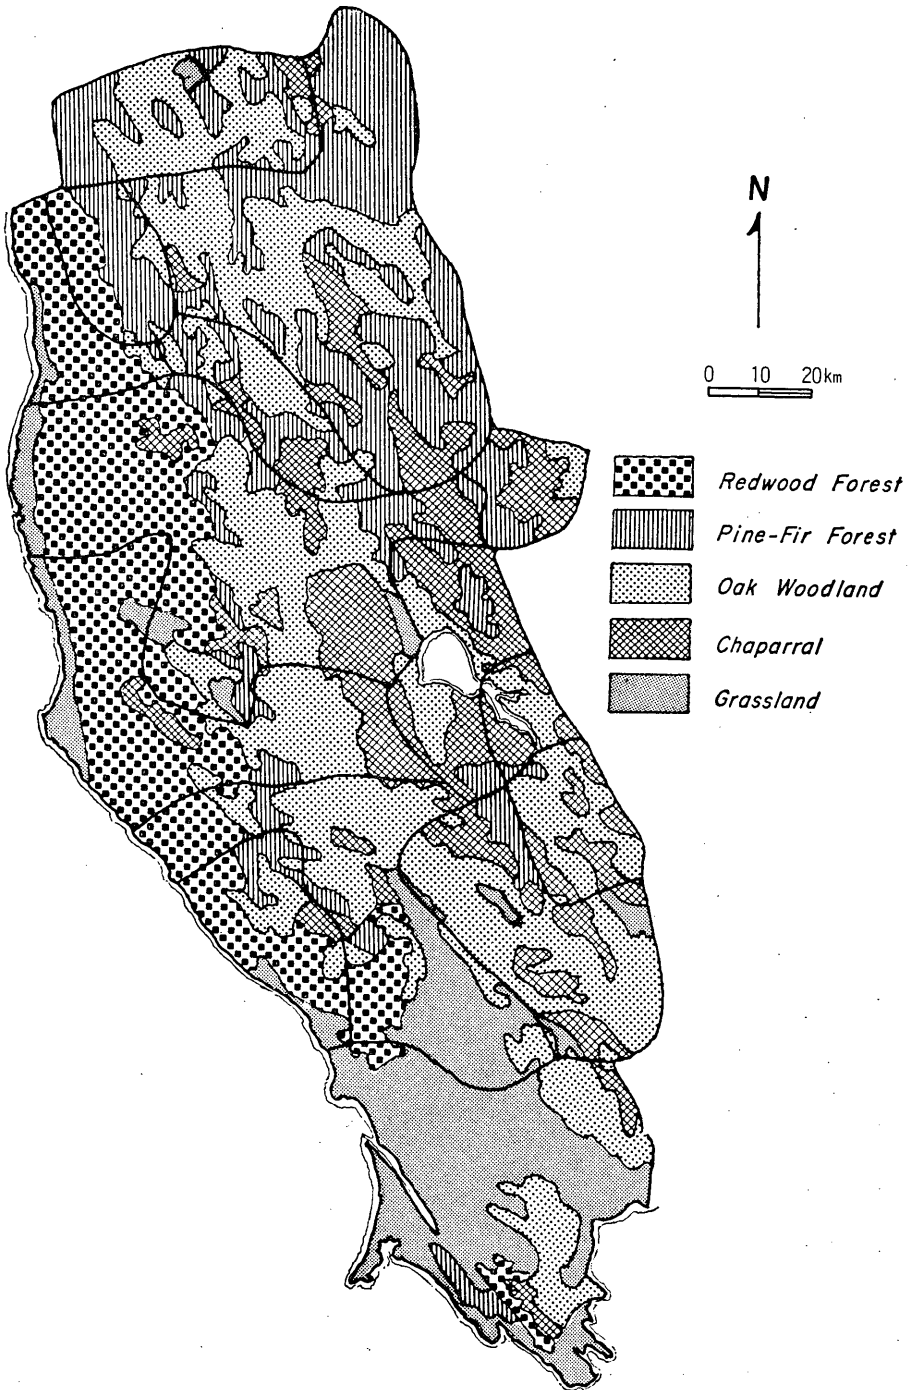 N
0 10 20km
Redwood Forest
Pine-Fir Forest
Oak Woodland
Chaparral
Grassland